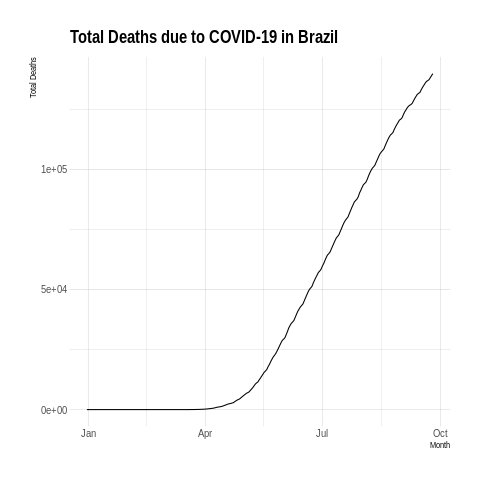 Total Deaths due to COVID-19 in Brazil
Total Deaths
1e+05
5e+04
0e+00
Jan Apr Jul Oct
Month